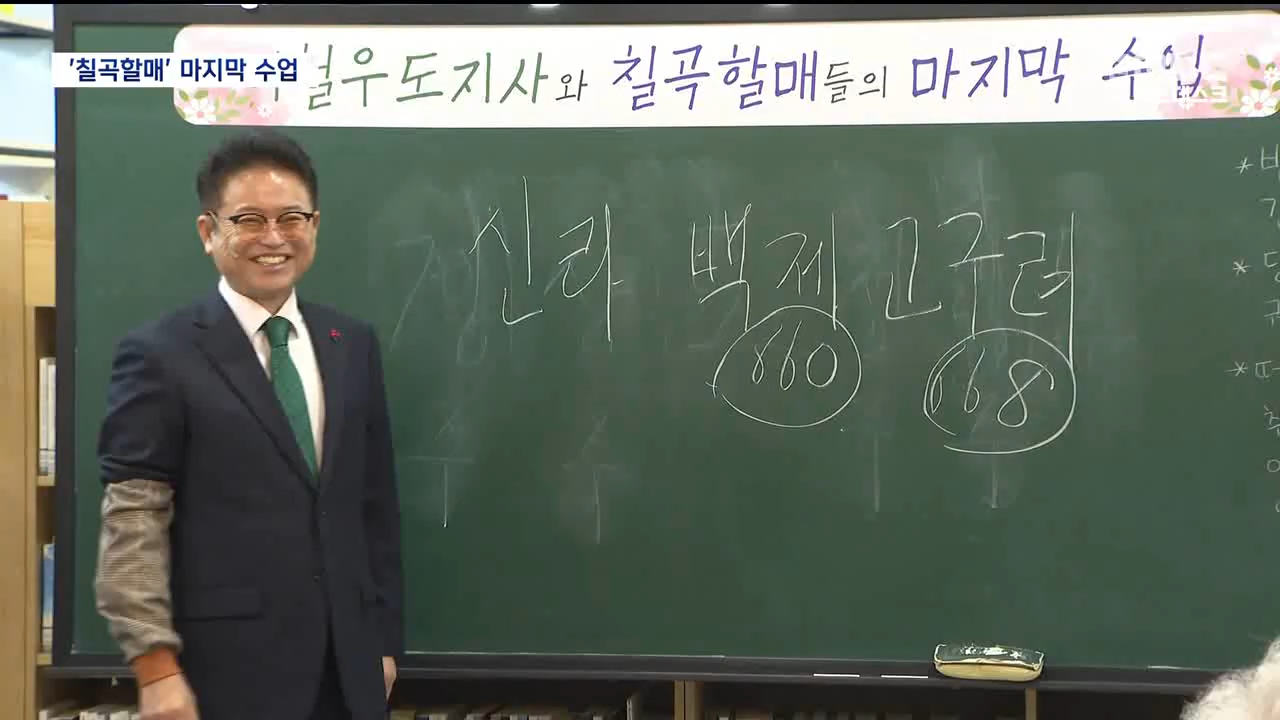 '칠곡할매' 마지막 수업
철우도지사와 칠곡할매들의 마지막 수업
신라 백제 고구려
660 668